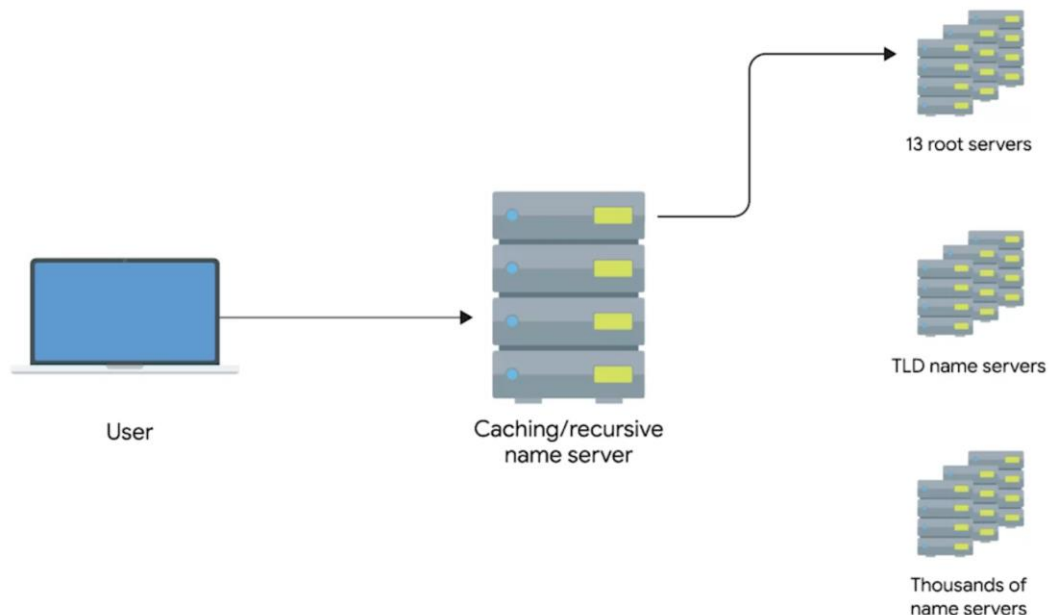 13 root servers
TLD name servers
User
Caching/recursive
name server
Thousands of
name servers